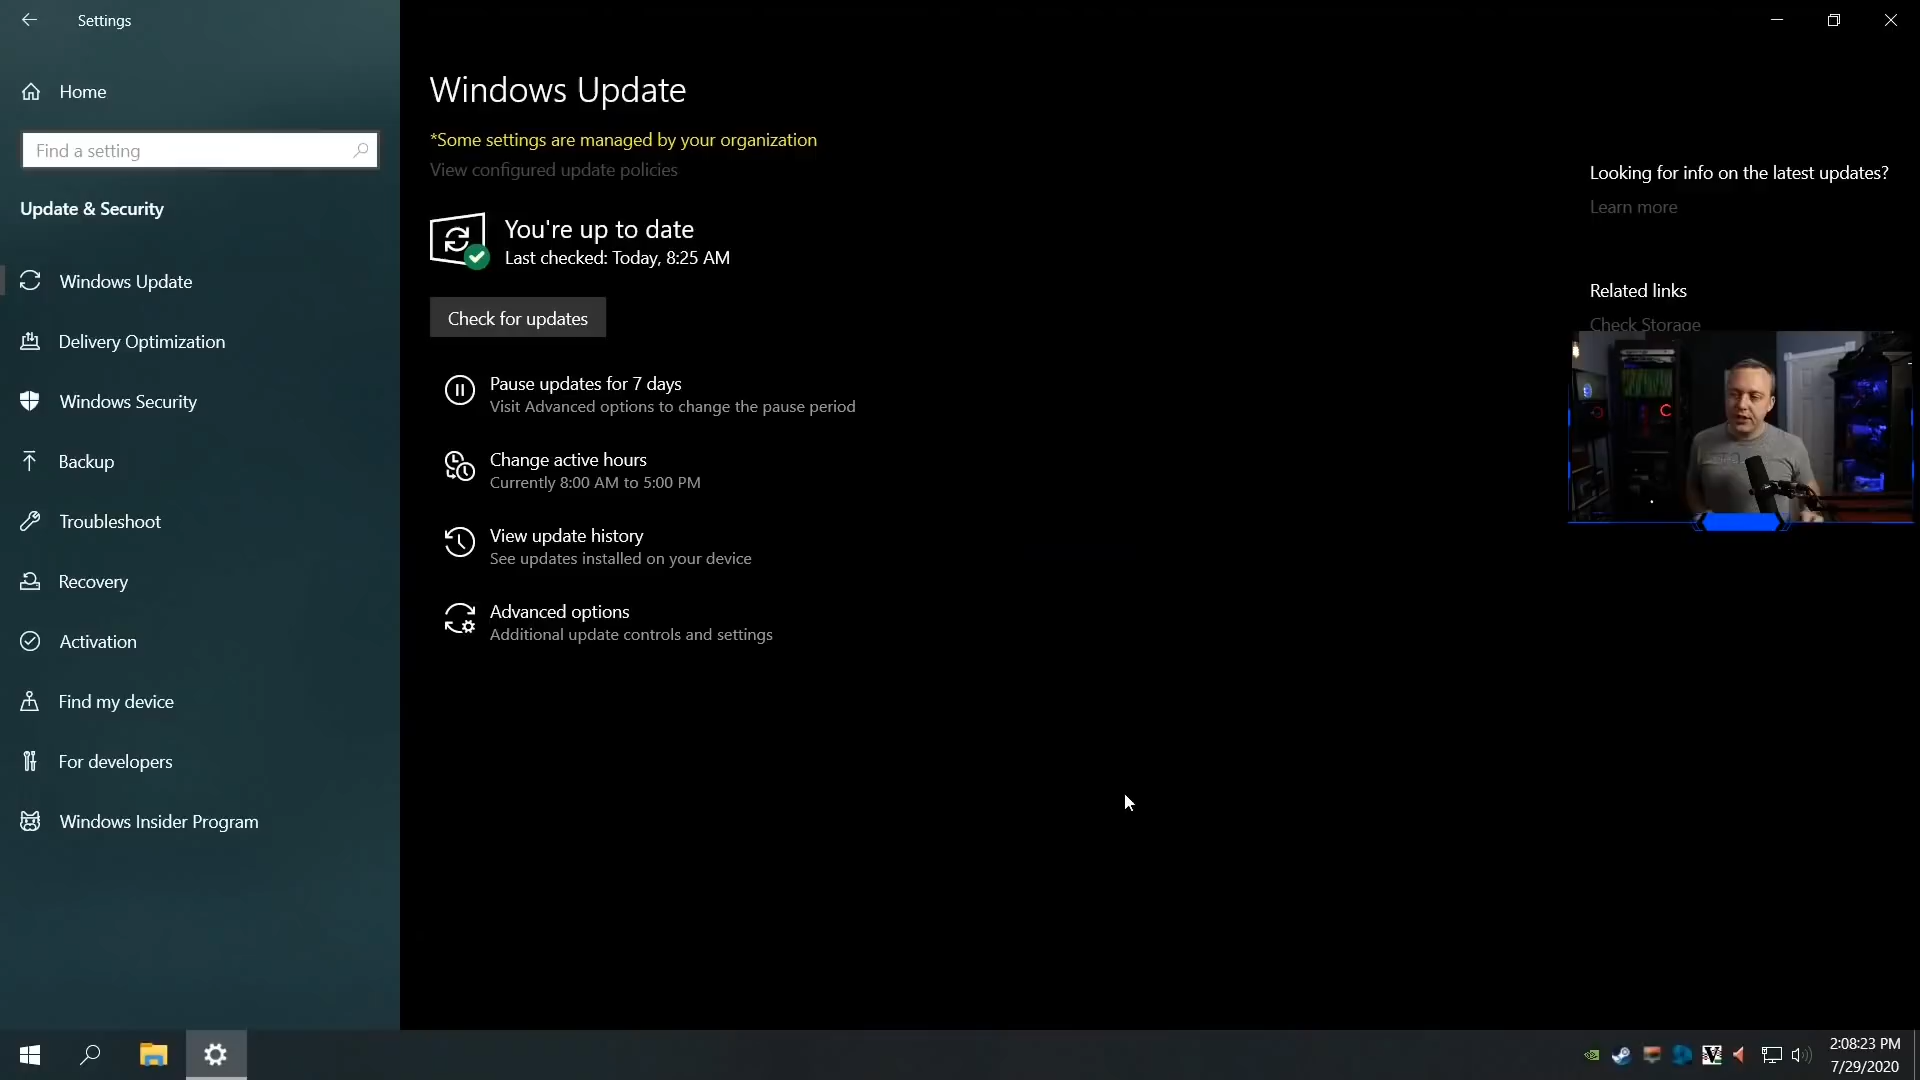 Settings
Home
Find a setting
Update & Security
Windows Update
Delivery Optimization
Windows Security
Backup
Troubleshoot
Recovery
Activation
Find my device
For developers
Windows Insider Program
Windows Update
*Some settings are managed by your organization
View configured update policies
You're up to date
Last checked: Today, 8:25 AM
Check for updates
Pause updates for 7 days
Visit Advanced options to change the pause period
Change active hours
Currently 8:00 AM to 5:00 PM
View update history
See updates installed on your device
Advanced options
Additional update controls and settings
Looking for info on the latest updates?
Learn more
Related links
Check Storage
2:08:23 PM
7/29/2020